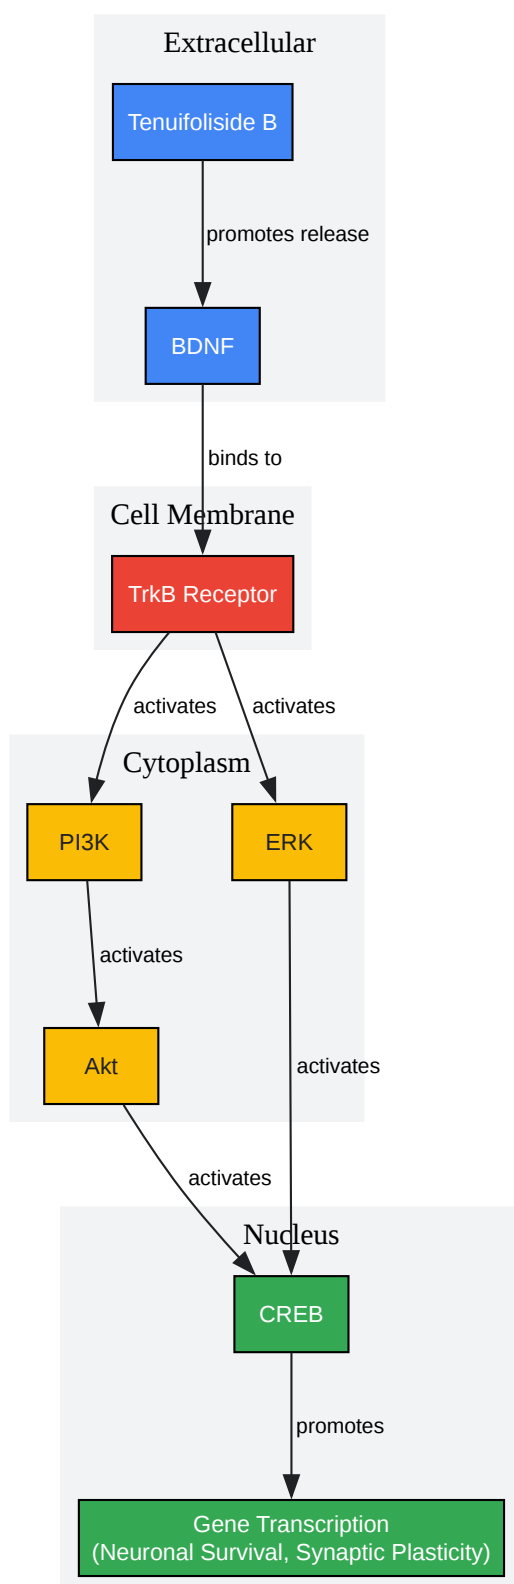 Extracellular
Tenuifoliside B
promotes release
BDNF
binds to
Cell Membrane
TrkB Receptor
activates
activates
Cytoplasm
PI3K
ERK
activates
Akt
activates
activates
Nucleus
CREB
promotes
Gene Transcription
(Neuronal Survival, Synaptic Plasticity)